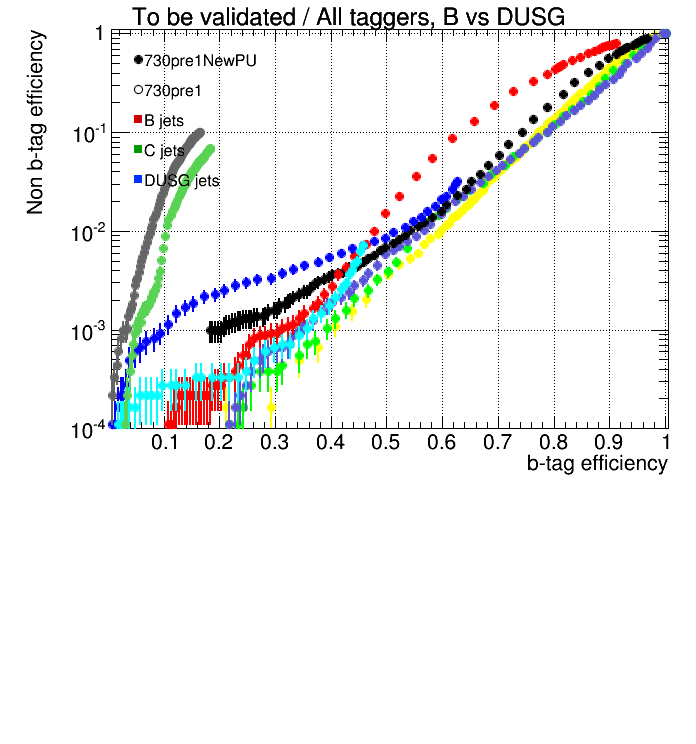 To be validated / All taggers, B vs DUSG
Non b-tag efficiency
1
10-1
10-2
10-3
10-4
730pre1NewPU
730pre1
B jets
C jets
DUSG jets
0.1 0.2 0.3 0.4 0.5 0.6 0.7 0.8 0.9 1
b-tag efficiency